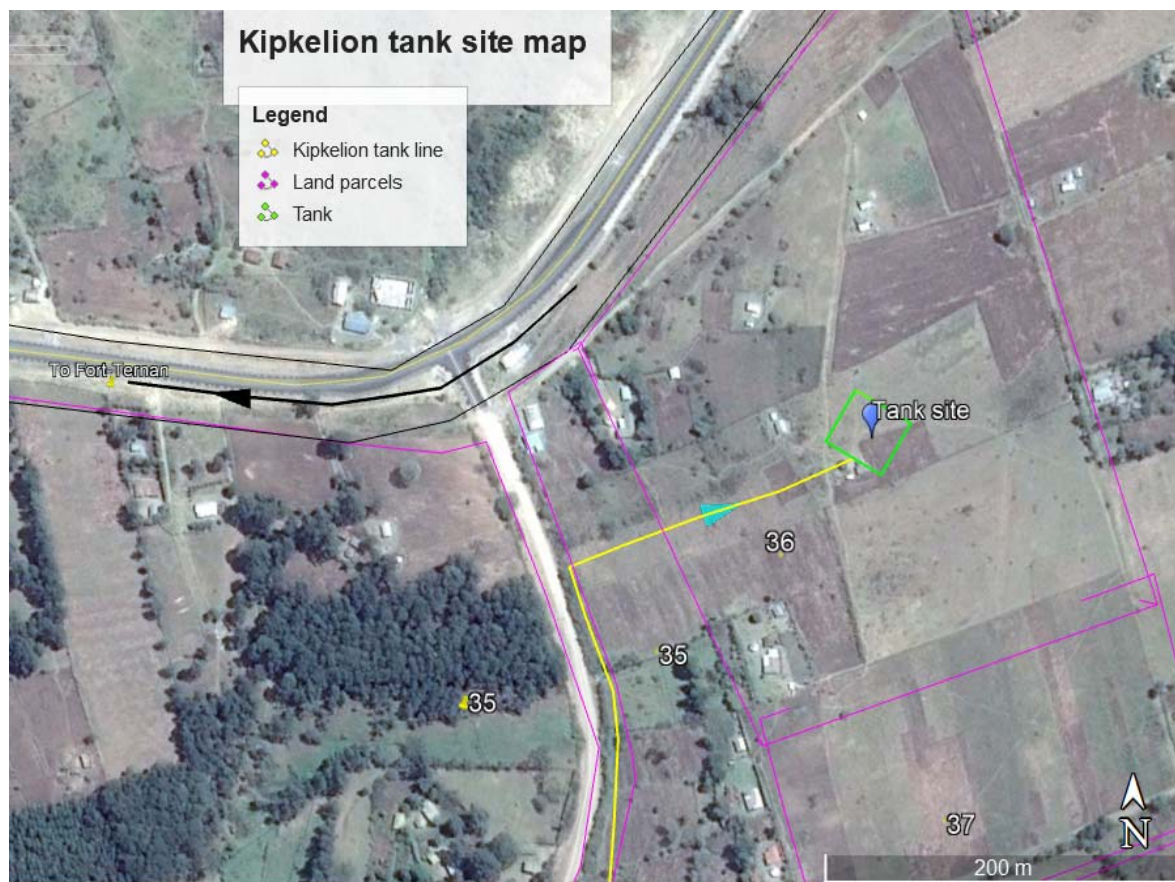 Kipkelion tank site map
Legend
Kipkelion tank line
Land parcels
Tank
To Fort Ternan
Tank site
36
35
35
37
N
200 m